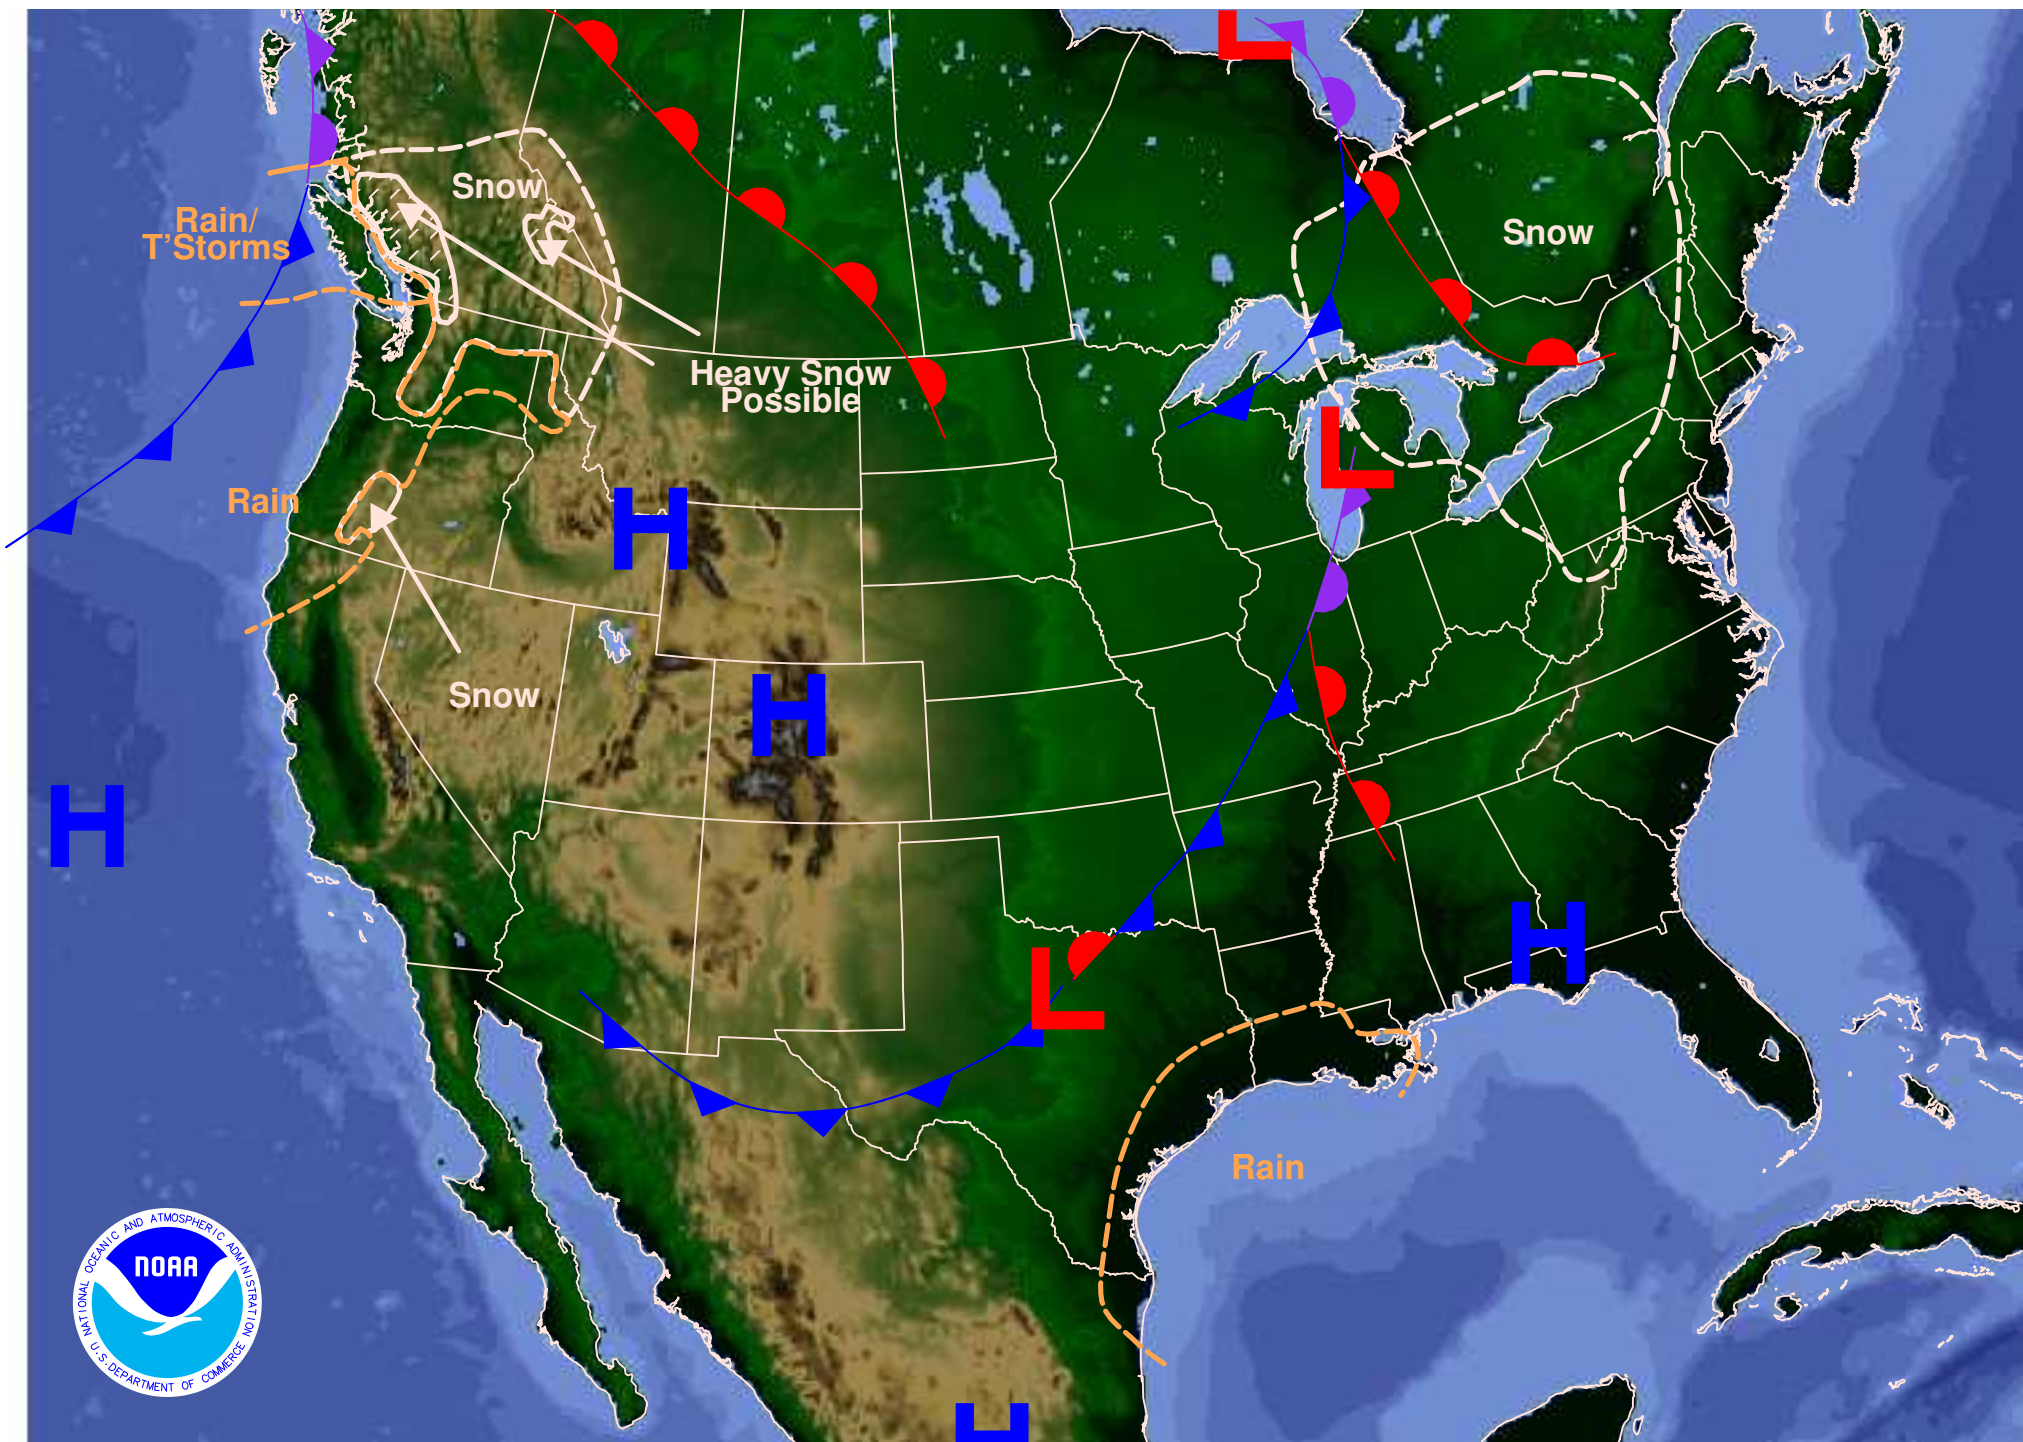 L
Snow
Rain/
T'Storms
Snow
Heavy Snow
Possible
L
Rain
H
Snow
H
H
H
L
Rain
NATIONAL OCEANIC AND ATMOSPHERIC ADMINISTRATION
NOAA
U.S. DEPARTMENT OF COMMERCE
H